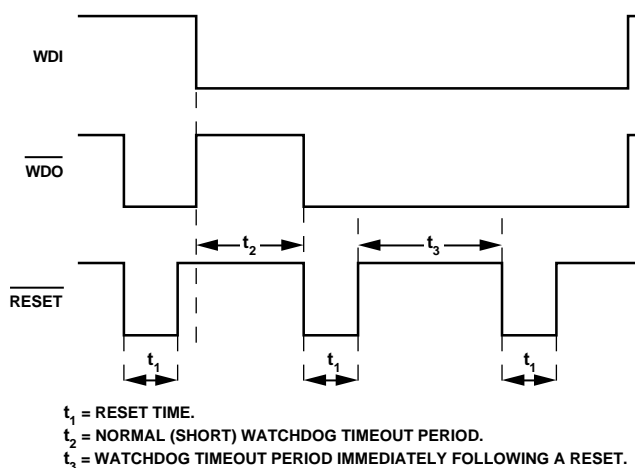 WDI
WDO
t2
t3
RESET
t1 t1 t1
t1 = RESET TIME.
t2 = NORMAL (SHORT) WATCHDOG TIMEOUT PERIOD.
t3 = WATCHDOG TIMEOUT PERIOD IMMEDIATELY FOLLOWING A RESET.